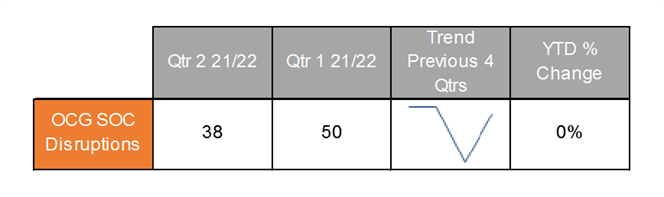 Qtr 2 21/22
Qtr 1 21/22
Trend
Previous 4
Qtrs
YTD %
Change
OCG SOC
Disruptions
38
50
0%